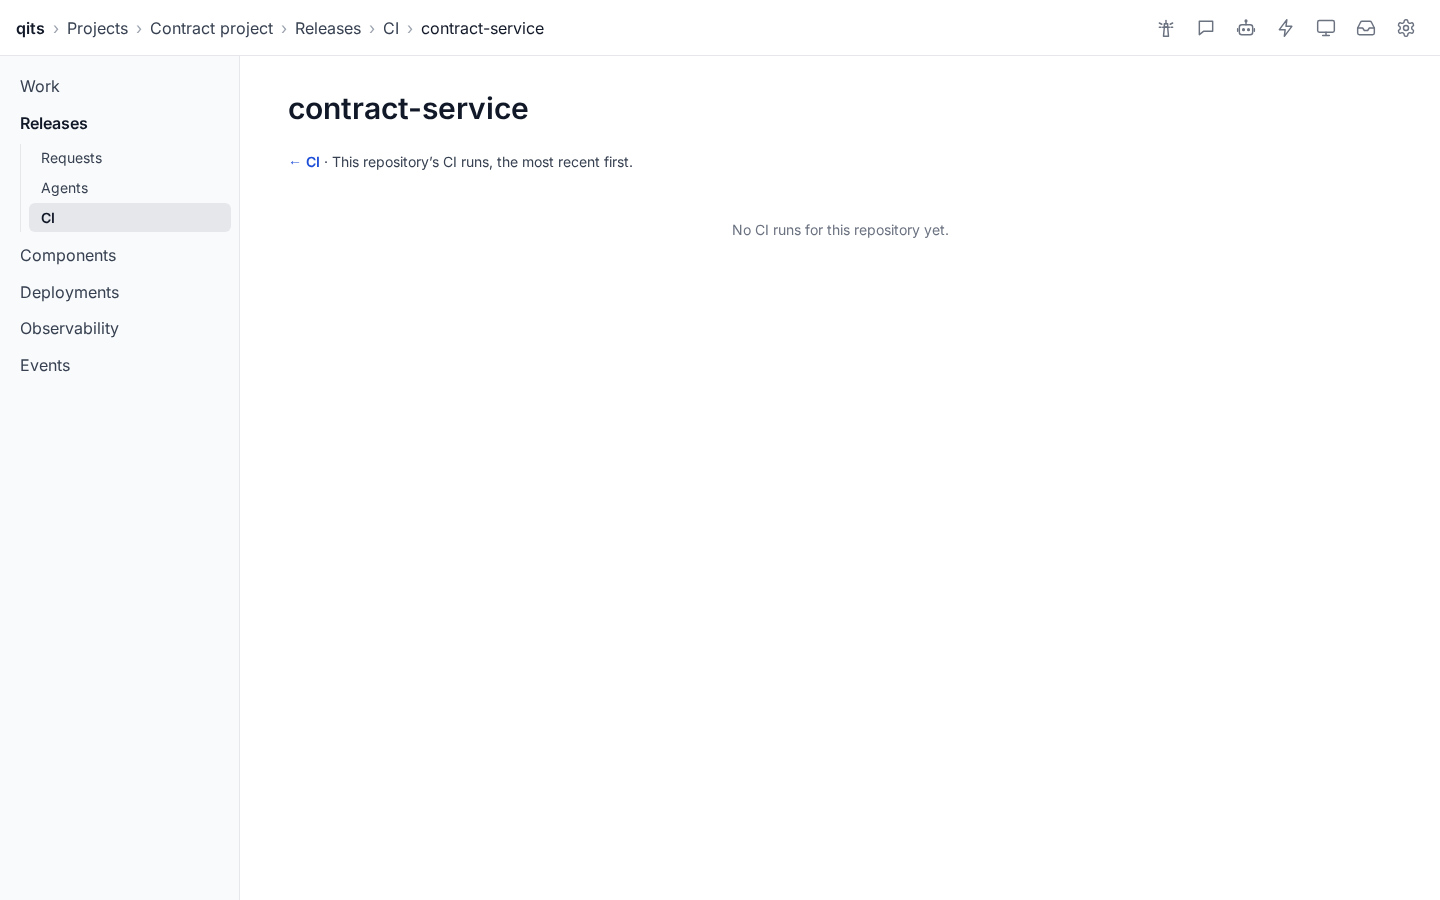 qits › Projects › Contract project › Releases › CI › contract-service
Work
Releases
Requests
Agents
CI
Components
Deployments
Observability
Events
contract-service
← CI · This repository’s CI runs, the most recent first.
No CI runs for this repository yet.